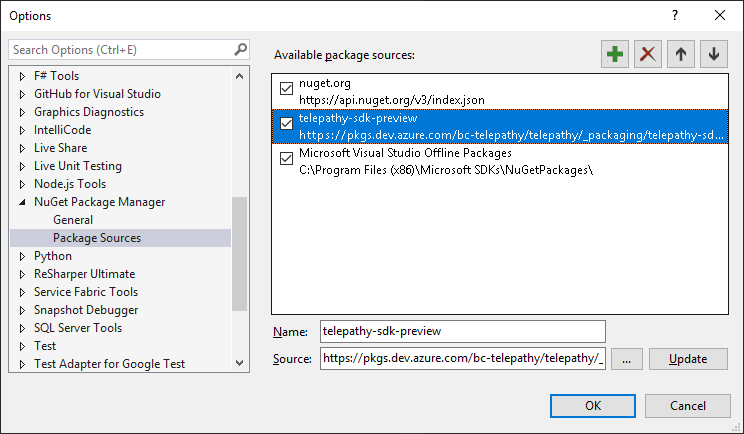 Options
?
Search Options (Ctrl+E)
F# Tools
GitHub for Visual Studio
Graphics Diagnostics
IntelliCode
Live Share
Live Unit Testing
Node.js Tools
NuGet Package Manager
General
Package Sources
Python
ReSharper Ultimate
Service Fabric Tools
Snapshot Debugger
SQL Server Tools
Test
Test Adapter for Google Test
Available package sources:
nuget.org
https://api.nuget.org/v3/index.json
telepathy-sdk-preview
https://pkgs.dev.azure.com/bc-telepathy/telepathy/_packaging/telepathy-sd...
Microsoft Visual Studio Offline Packages
C:\Program Files (x86)\Microsoft SDKs\NuGetPackages\
Name: telepathy-sdk-preview
Source: https://pkgs.dev.azure.com/bc-telepathy/telepathy/_ ... Update
OK Cancel